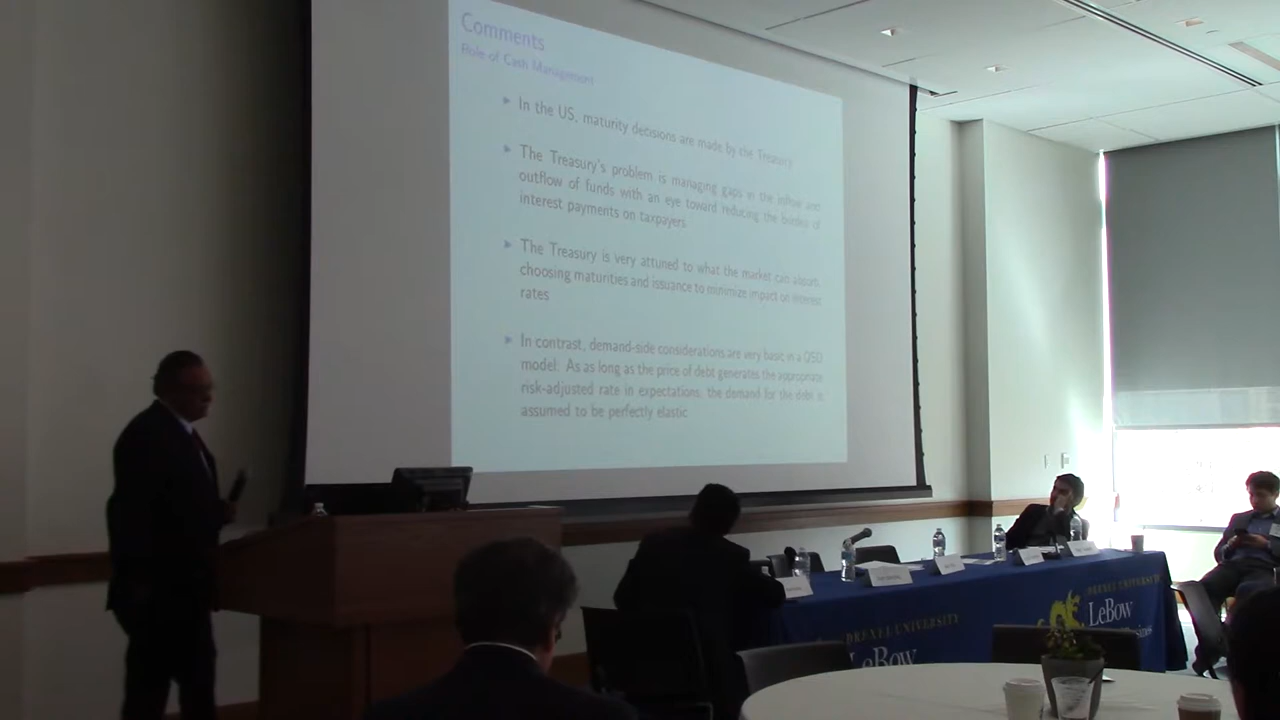 Comments
Role of Cash Management
In the US, maturity decisions are made by the Treasury
The Treasury's problem is managing gaps in the inflow and
outflow of funds with an eye toward reducing the burden of
interest payments on taxpayers
The Treasury is very attuned to what the market can absorb,
choosing maturities and issuance to minimize impact on interest
rates
In contrast, demand-side considerations are very basic in a QSD
model: As as long as the price of debt generates the appropriate
risk-adjusted rate in expectations, the demand for the debt is
assumed to be perfectly elastic
DREXEL UNIVERSITY
LeBow
DREXEL UNIVERSITY
LeBow